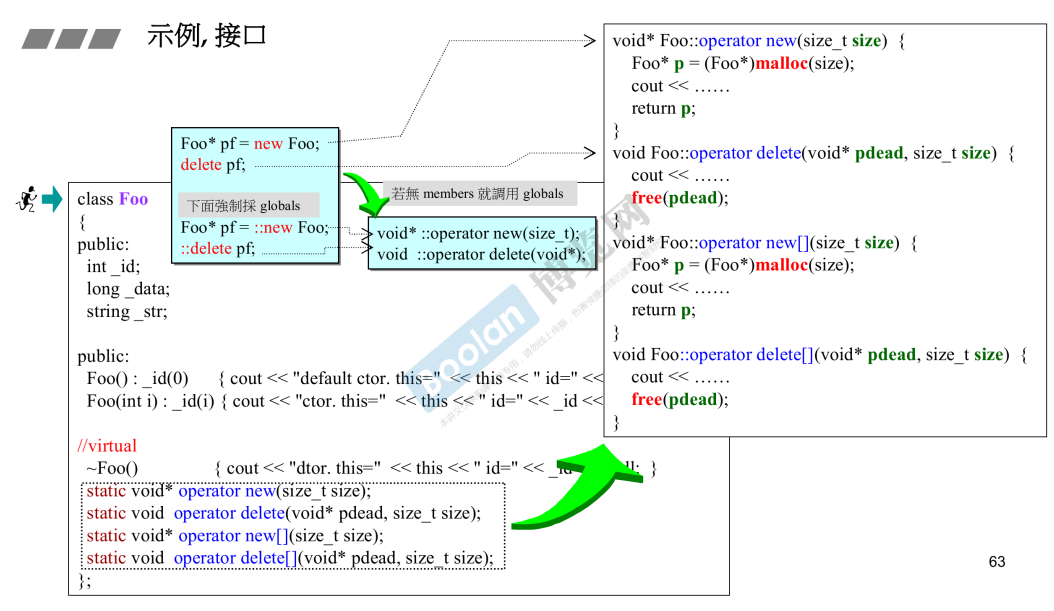 示例, 接口
Foo* pf = new Foo;
delete pf;
下面強制採 globals
Foo* pf = ::new Foo;
::delete pf;
若無 members 就調用 globals
void* ::operator new(size_t);
void ::operator delete(void*);
class Foo
{
public:
int _id;
long _data;
string _str;
public:
Foo() : _id(0) { cout << "default ctor. this=" << this << " id=" <<
Foo(int i) : _id(i) { cout << "ctor. this=" << this << " id=" << _id <<
//virtual
~Foo() { cout << "dtor. this=" << this << " id=" <<
static void* operator new(size_t size);
static void operator delete(void* pdead, size_t size);
static void* operator new[](size_t size);
static void operator delete[](void* pdead, size_t size);
};
void* Foo::operator new(size_t size) {
Foo* p = (Foo*)malloc(size);
cout << ……
return p;
}
void Foo::operator delete(void* pdead, size_t size) {
cout << ……
free(pdead);
}
void* Foo::operator new[](size_t size) {
Foo* p = (Foo*)malloc(size);
cout << ……
return p;
}
void Foo::operator delete[](void* pdead, size_t size) {
cout << ……
free(pdead);
}
Boolan 博览网
63